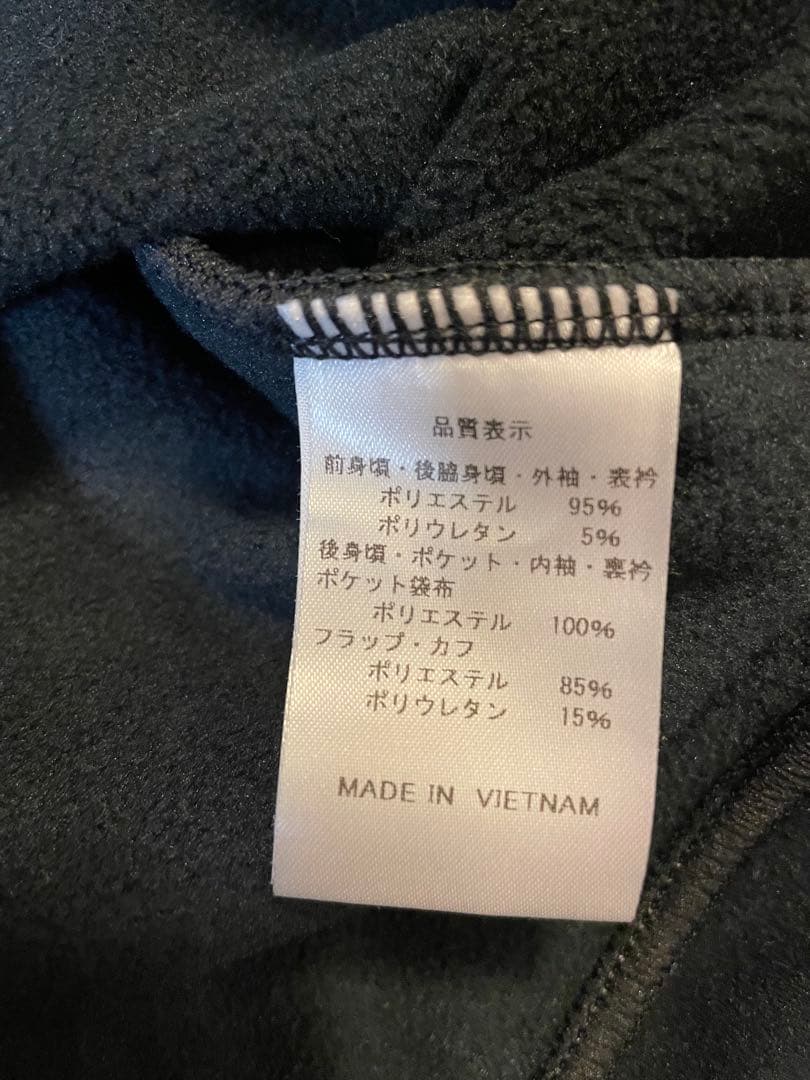 品質表示
前身頃・後脇身頃・外袖・表衿
ポリエステル 95%
ポリウレタン 5%
後身頃・ポケット・内袖・裏衿
ポケット袋布
ポリエステル 100%
フラップ・カフ
ポリエステル 85%
ポリウレタン 15%
MADE IN VIETNAM